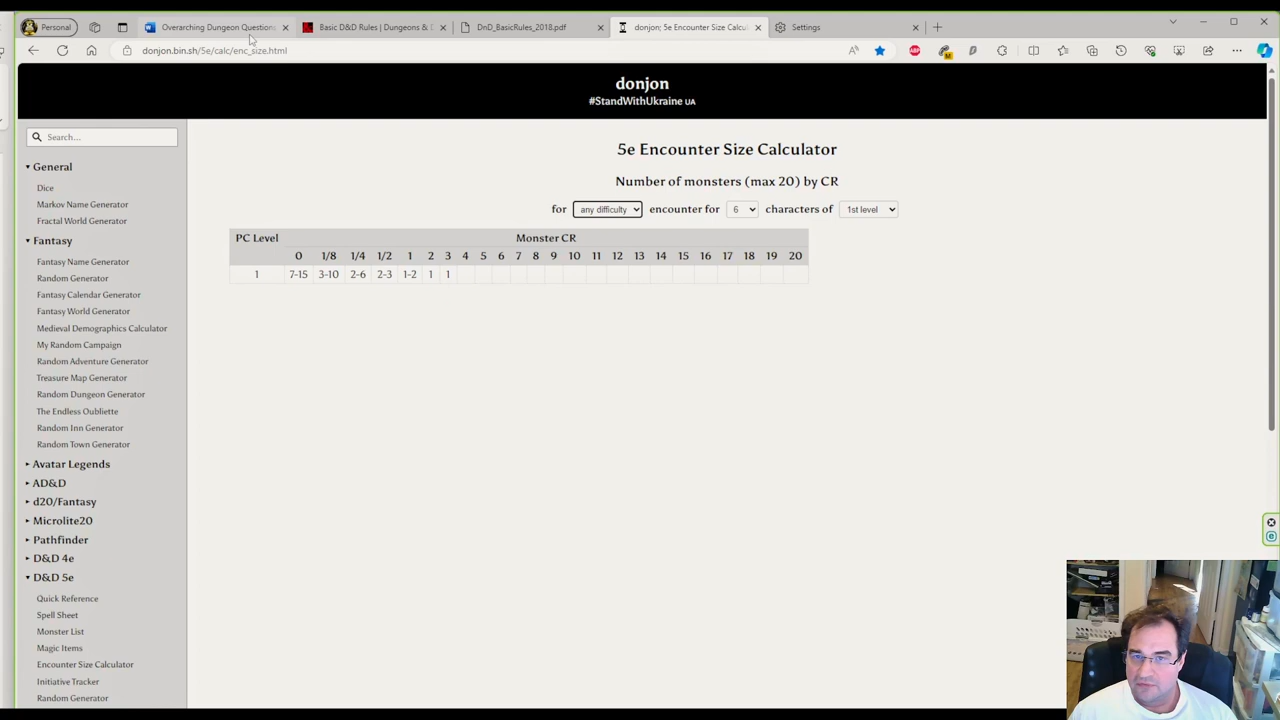 Personal
Overarching Dungeon Question
Basic D&D Rules | Dungeons & D
DnD_BasicRules_2018.pdf
donjon; 5e Encounter Size Calcul
Settings
donjon.bin.sh/5e/calc/enc_size.html
donjon
#StandWithUkraine UA
Search...
General
Dice
Markov Name Generator
Fractal World Generator
Fantasy
Fantasy Name Generator
Random Generator
Fantasy Calendar Generator
Fantasy World Generator
Medieval Demographics Calculator
My Random Campaign
Random Adventure Generator
Treasure Map Generator
Random Dungeon Generator
The Endless Oubliette
Random Inn Generator
Random Town Generator
Avatar Legends
AD&D
d20/Fantasy
Microlite20
Pathfinder
D&D 4e
D&D 5e
Quick Reference
Spell Sheet
Monster List
Magic Items
Encounter Size Calculator
Initiative Tracker
Random Generator
5e Encounter Size Calculator
Number of monsters (max 20) by CR
for any difficulty encounter for 6 characters of 1st level
PC Level Monster CR
0 1/8 1/4 1/2 1 2 3 4 5 6 7 8 9 10 11 12 13 14 15 16 17 18 19 20
1 7-15 3-10 2-6 2-3 1-2 1 1